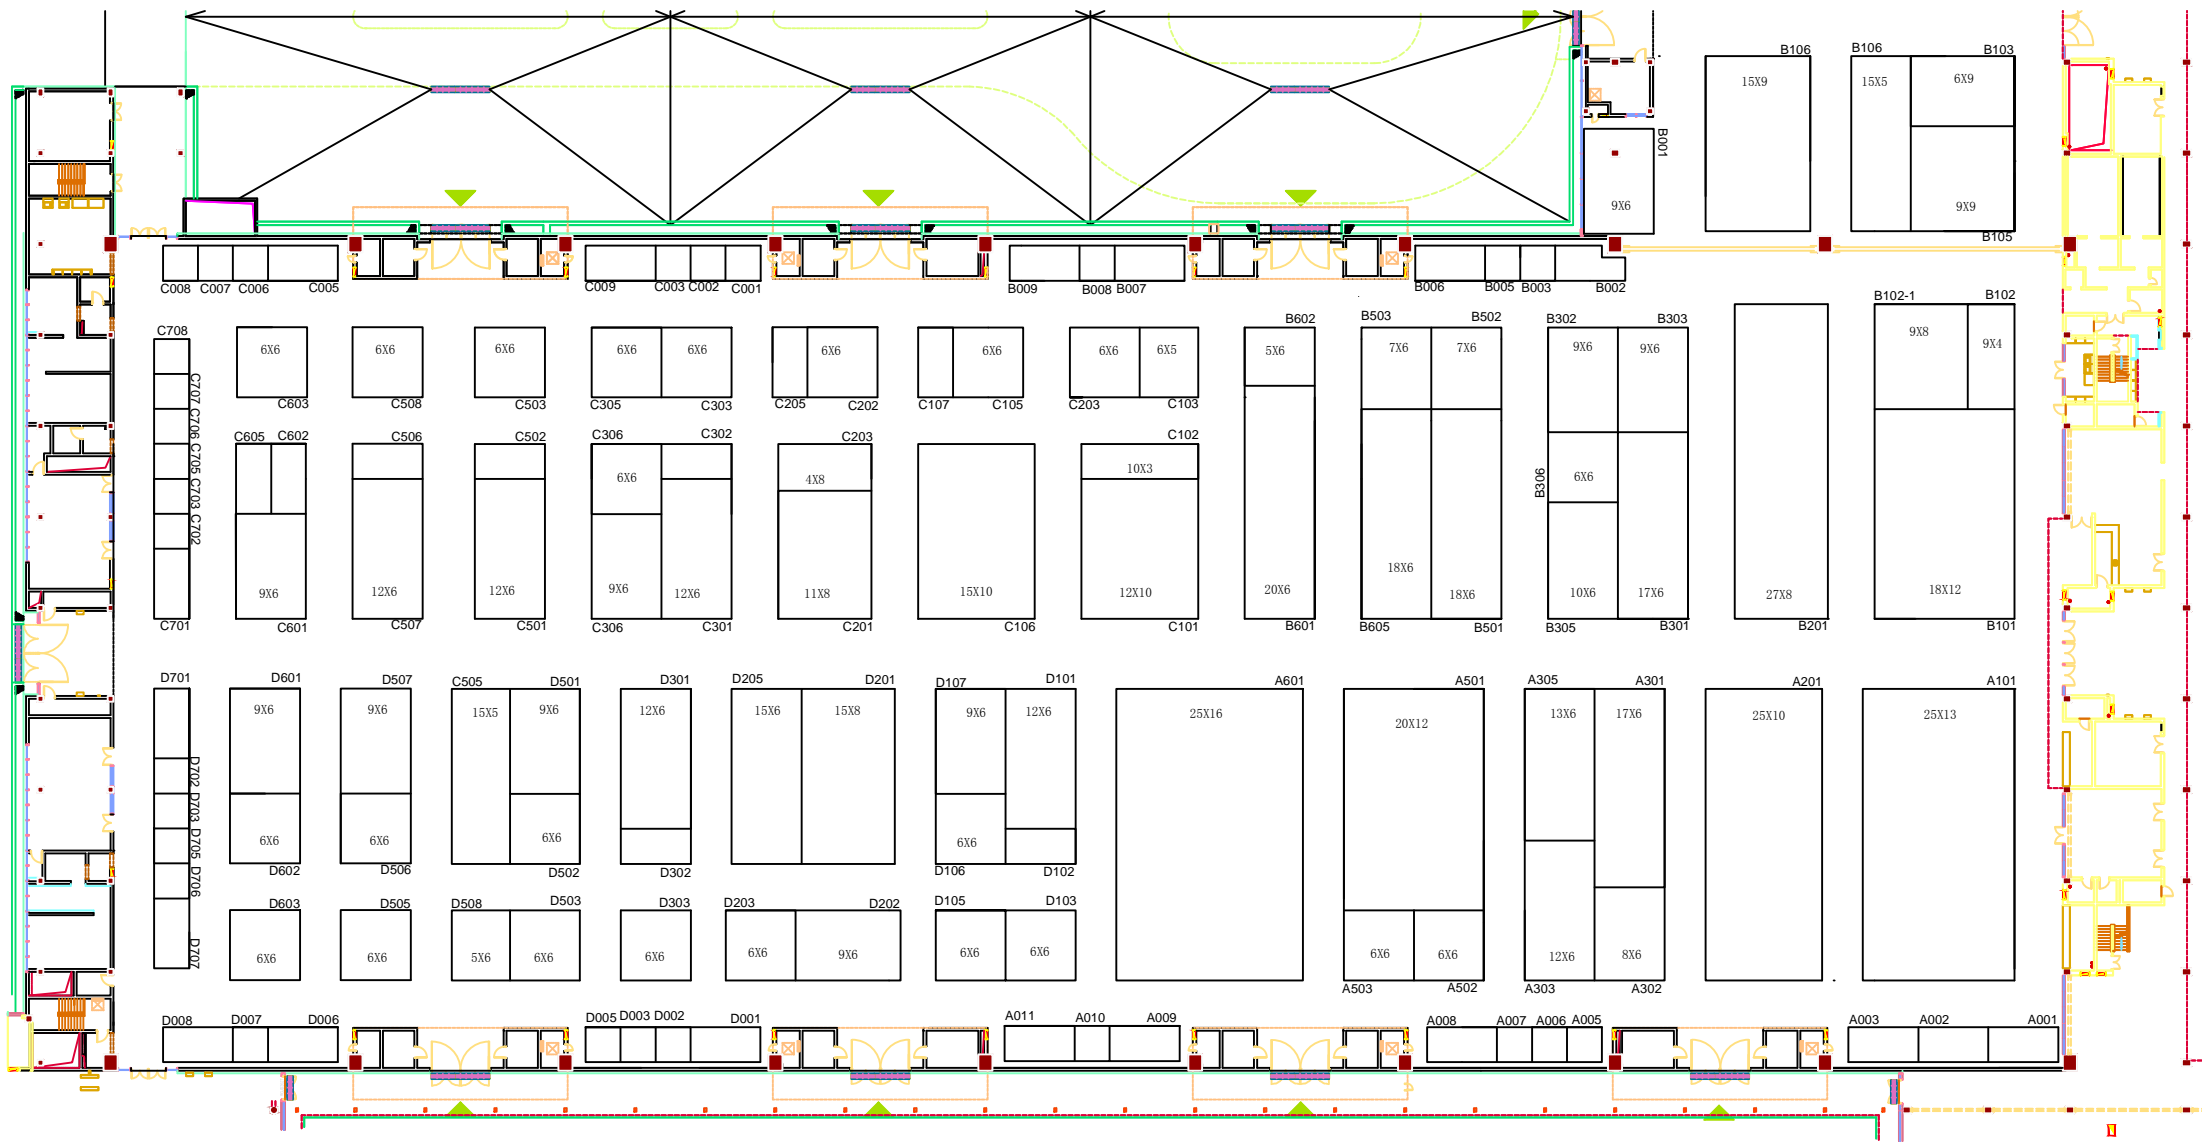 B106 B106 B103
15X9 15X5 6X9
B001
9X6 9X9
B105
C008 C007 C006 C005 C009 C003 C002 C001 B009 B008 B007 B006 B005 B003 B002
B102-1 B102
C708 B602 B503 B502 B302 B303
9X8 9X4
6X6 6X6 6X6 6X6 6X6 6X6 6X6 6X6 6X5 5X6 7X6 7X6 9X6 9X6
C707 C706 C705 C703 C702
C603 C508 C503 C305 C303 C205 C202 C107 C105 C203 C103
C605 C602 C506 C502 C306 C302 C203 C102
6X6 4X8 10X3 B306 6X6
9X6 12X6 12X6 9X6 12X6 11X8 15X10 12X10 20X6 18X6 18X6 10X6 17X6 27X8 18X12
C701 C601 C507 C501 C306 C301 C201 C106 C101 B601 B605 B501 B305 B301 B201 B101
D701 D601 D507 C505 D501 D301 D205 D201 D107 D101 A601 A501 A305 A301 A201 A101
9X6 9X6 15X5 9X6 12X6 15X6 15X8 9X6 12X6 25X16 20X12 13X6 17X6 25X10 25X13
D702 D703 D705 D706 D707
6X6 6X6 6X6 6X6
D602 D506 D502 D302 D106 D102
D603 D505 D508 D503 D303 D203 D202 D105 D103
6X6 6X6 5X6 6X6 6X6 6X6 9X6 6X6 6X6 6X6 6X6 12X6 8X6
A503 A502 A303 A302
D008 D007 D006 D005 D003 D002 D001 A011 A010 A009 A008 A007 A006 A005 A003 A002 A001